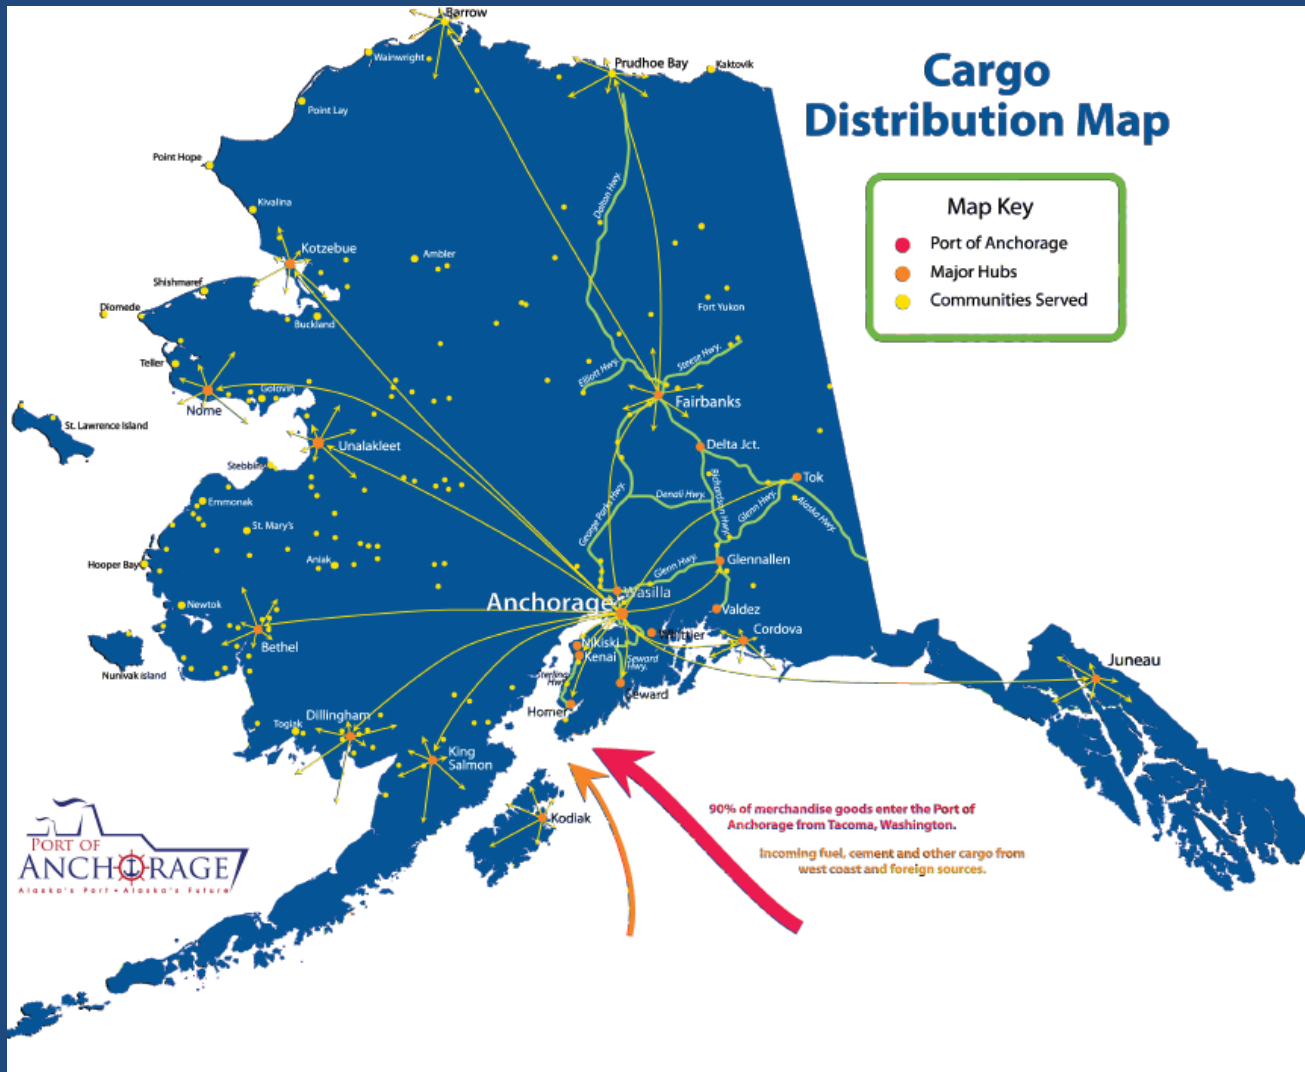 Barrow
Wainwright
Prudhoe Bay
Kaktovik
Cargo
Distribution Map
Point Lay
Point Hope
Dalton Hwy.
Map Key
Port of Anchorage
Major Hubs
Communities Served
Kivalina
Kotzebue
Ambler
Shishmaref
Diomede
Buckland
Fort Yukon
Teller
Elliott Hwy.
Steese Hwy.
Golovin
Nome
Fairbanks
St. Lawrence Island
Unalakleet
Delta Jct.
Stebbins
Tok
Emmonak
George Parks Hwy.
Denali Hwy.
Richardson Hwy.
Glenn Hwy.
Alaska Hwy.
St. Mary's
Hooper Bay
Aniak
Glenn Hwy.
Glennallen
Newtok
Anchorage
Wasilla
Valdez
Bethel
Whittier
Cordova
Nikiski
Kenai
Seward
Hwy.
Nunivak island
Sterling
Hwy.
Juneau
Seward
Homer
Togiak
Dillingham
King
Salmon
Kodiak
90% of merchandise goods enter the Port of
Anchorage from Tacoma, Washington.
Incoming fuel, cement and other cargo from
west coast and foreign sources.
PORT OF
ANCHORAGE
Alaska's Port • Alaska's Future